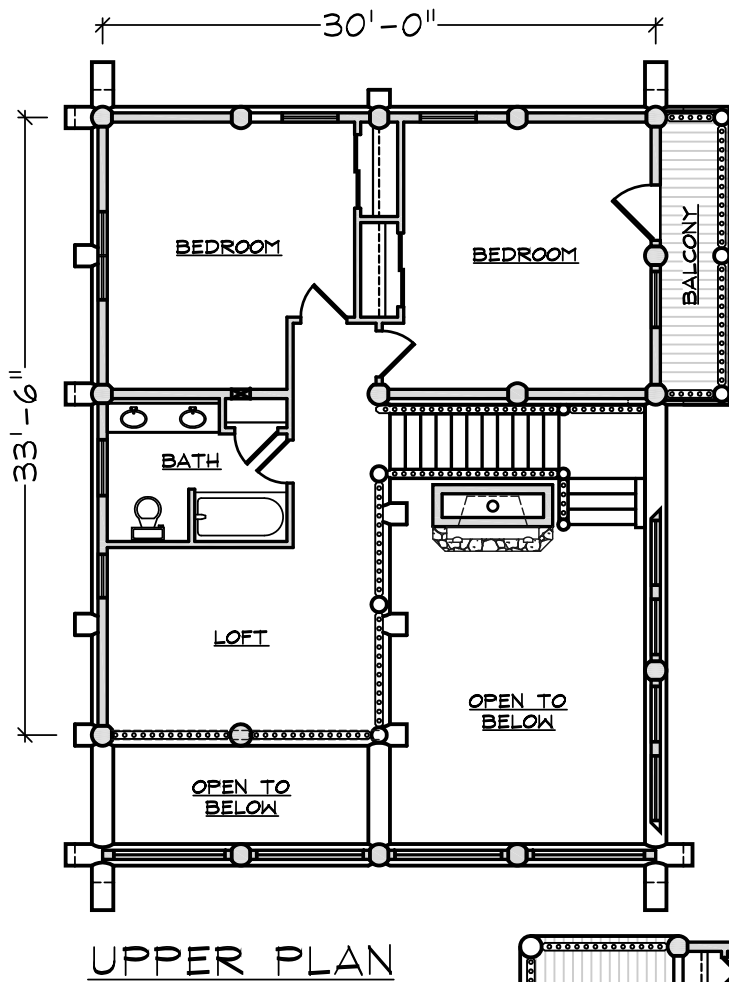 30'-0"
BEDROOM
BEDROOM
BALCONY
33'-6"
BATH
LOFT
OPEN TO
BELOW
OPEN TO
BELOW
UPPER PLAN